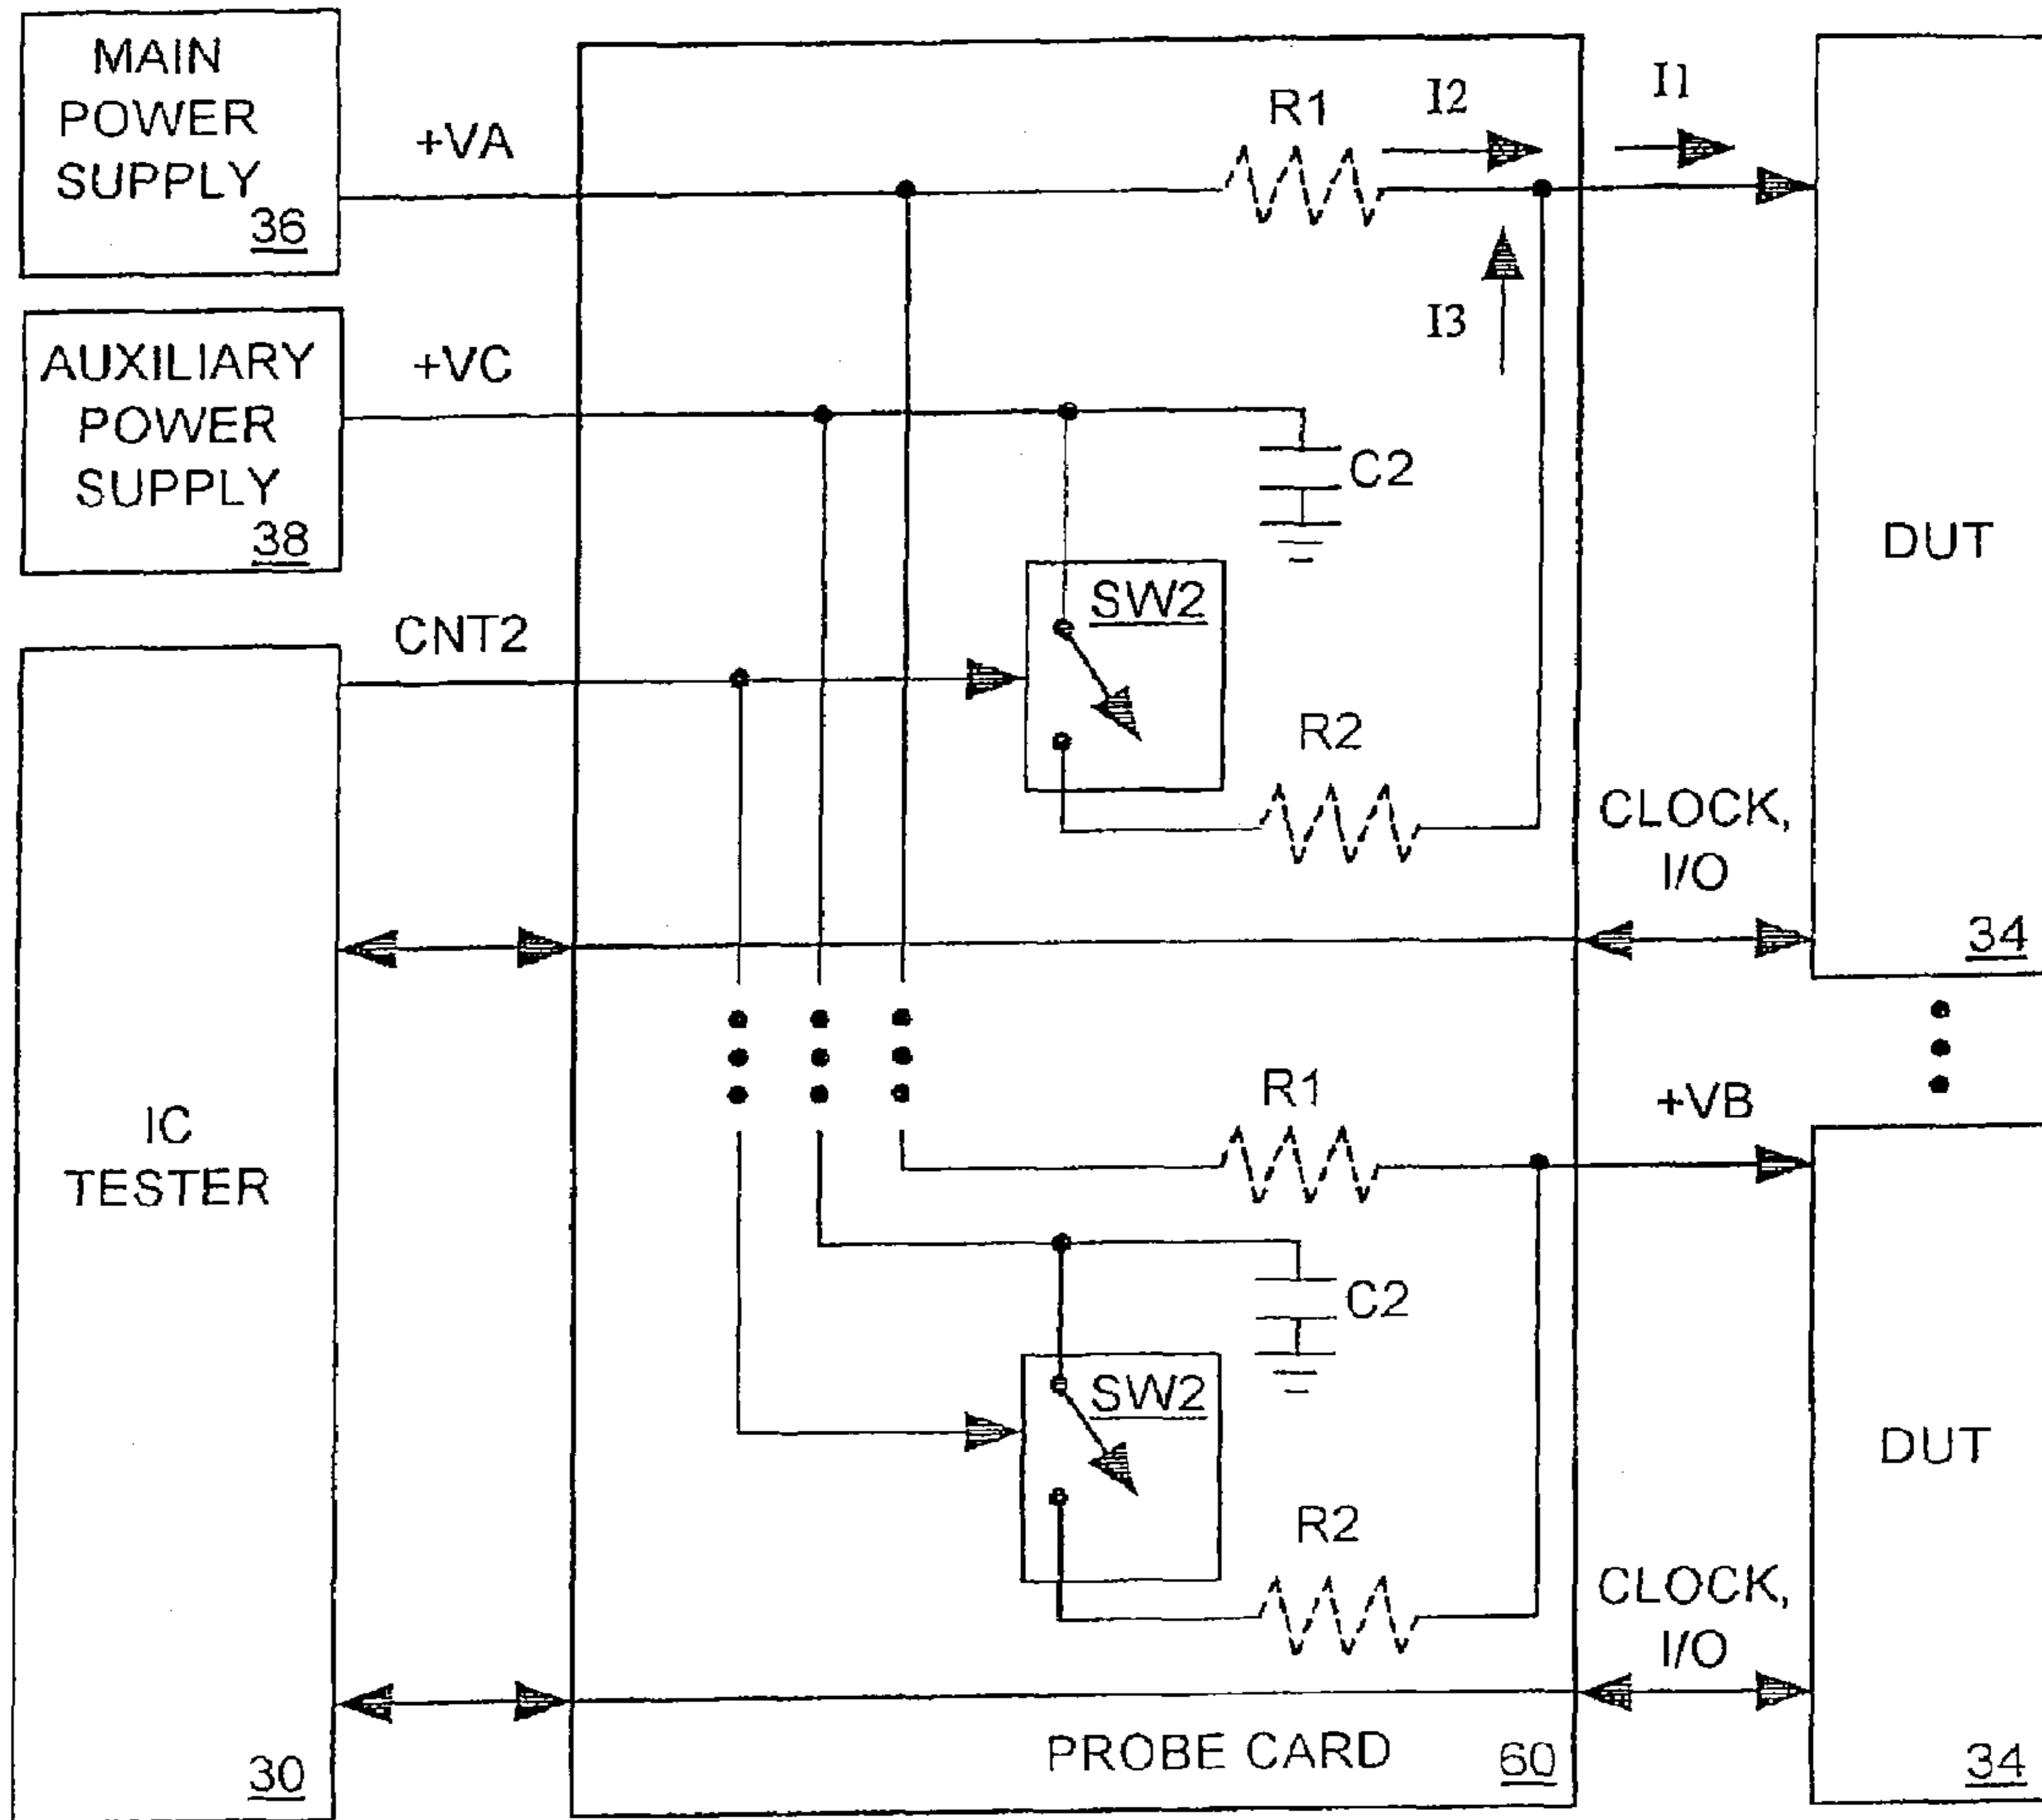 MAIN
POWER
SUPPLY
36
+VA
R1
I2
I1
AUXILIARY
POWER
SUPPLY
38
+VC
I3
C2
DUT
CNT2
SW2
R2
CLOCK,
I/O
34
IC
TESTER
R1
+VB
C2
SW2
DUT
R2
CLOCK,
I/O
PROBE CARD
60
30
34